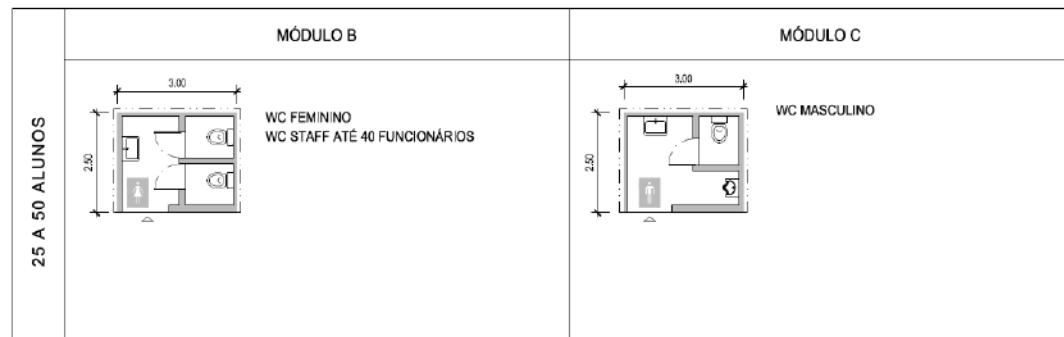 MÓDULO B
MÓDULO C
25 A 50 ALUNOS
3.00
2.50
WC FEMININO
WC STAFF ATÉ 40 FUNCIONÁRIOS
3.00
2.50
WC MASCULINO